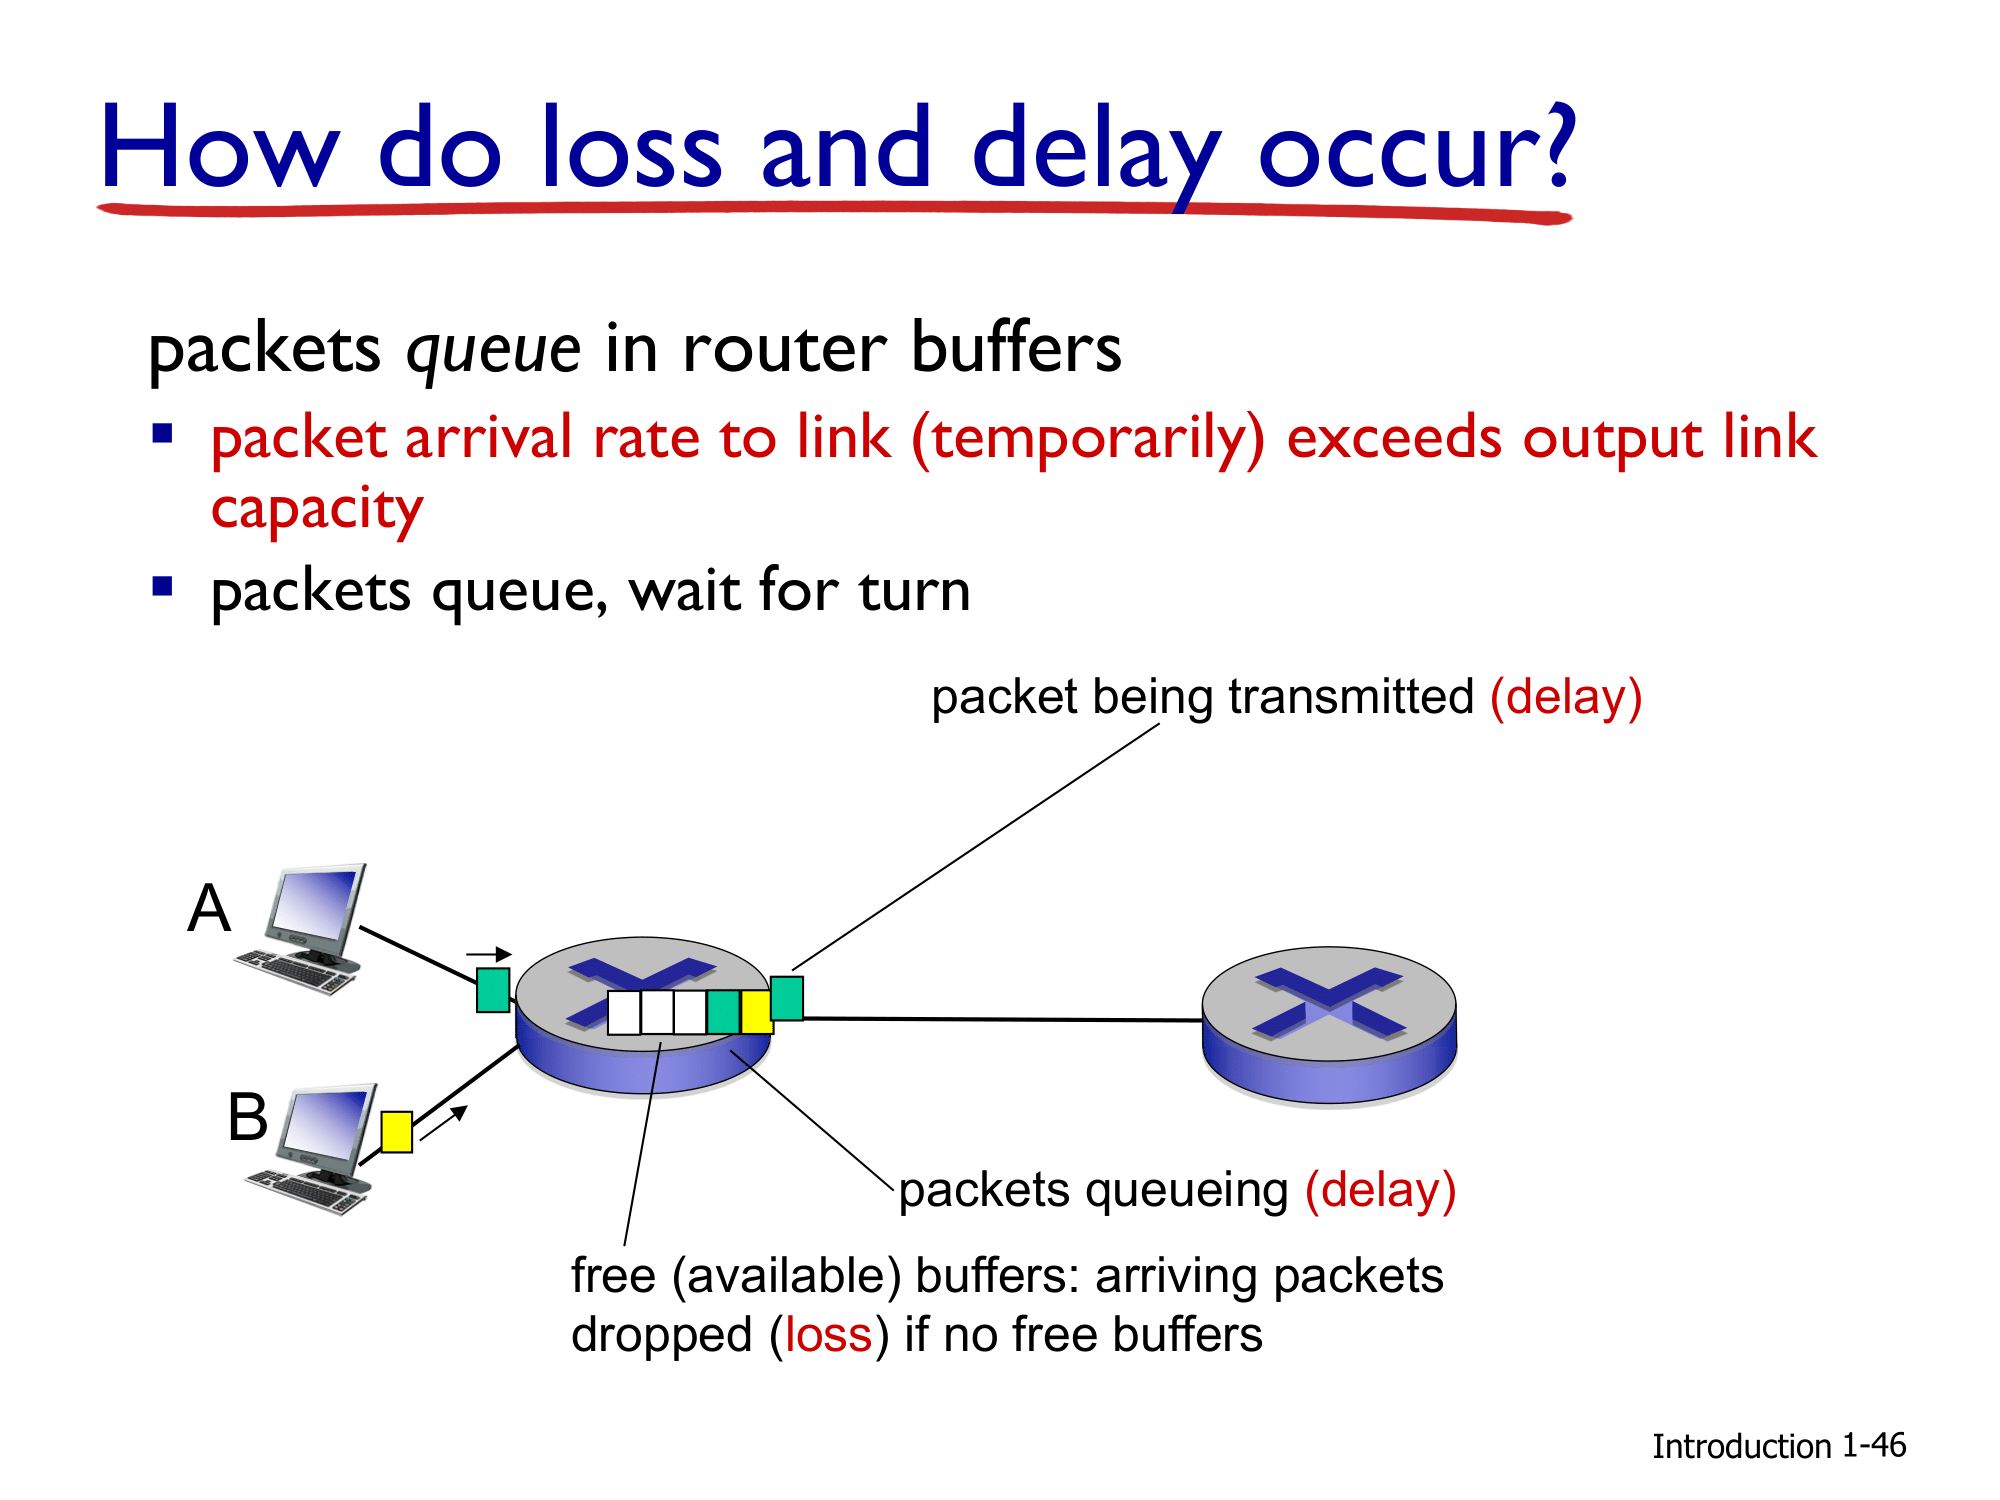 How do loss and delay occur?
packets queue in router buffers
packet arrival rate to link (temporarily) exceeds output link
capacity
packets queue, wait for turn
packet being transmitted (delay)
A
B
packets queueing (delay)
free (available) buffers: arriving packets
dropped (loss) if no free buffers
Introduction 1-46